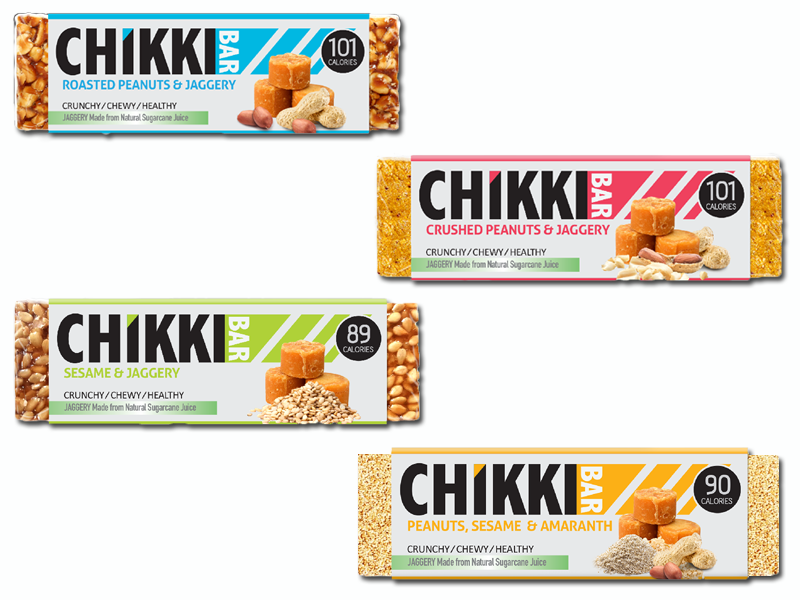 CHIKKI BAR
101
CALORIES
ROASTED PEANUTS & JAGGERY
CRUNCHY/CHEWY/HEALTHY
JAGGERY Made from Natural Sugarcane Juice
CHIKKI BAR
101
CALORIES
CRUSHED PEANUTS & JAGGERY
CRUNCHY/CHEWY/HEALTHY
JAGGERY Made from Natural Sugarcane Juice
CHIKKI BAR
89
CALORIES
SESAME & JAGGERY
CRUNCHY/CHEWY/HEALTHY
JAGGERY Made from Natural Sugarcane Juice
CHIKKI BAR
90
CALORIES
PEANUTS, SESAME & AMARANTH
CRUNCHY/CHEWY/HEALTHY
JAGGERY Made from Natural Sugarcane Juice